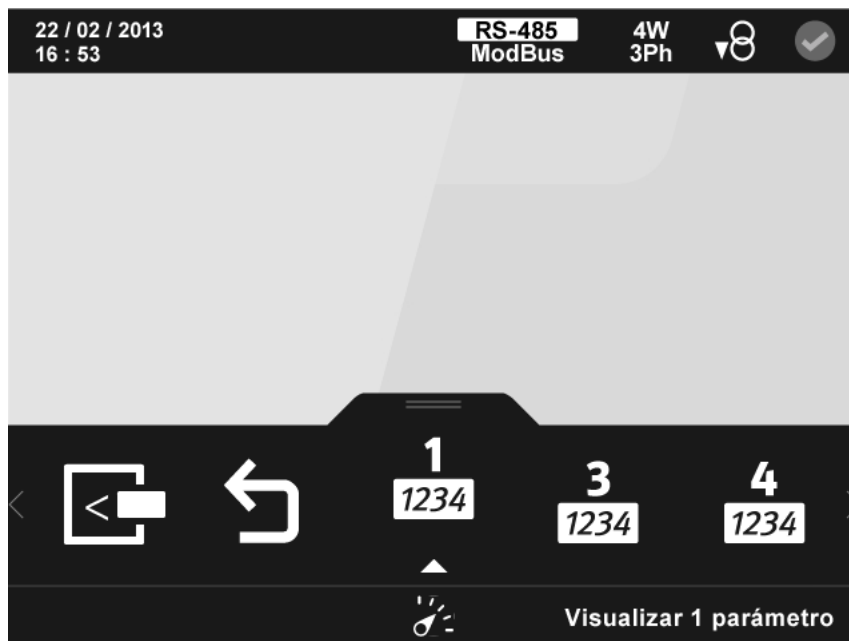 22 / 02 / 2013
16 : 53
RS-485
ModBus
4W
3Ph
1
1234
3
1234
4
1234
Visualizar 1 parámetro